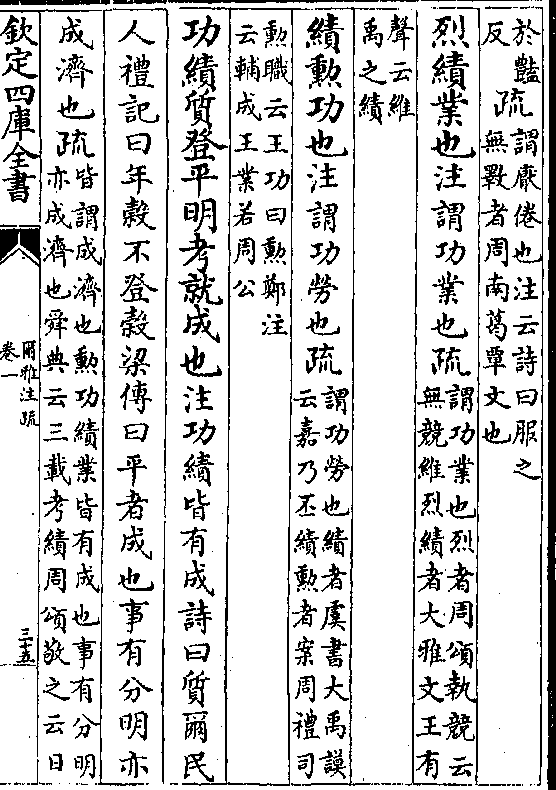 於豔　疏謂厭倦也注云詩曰服之
反　　無斁者周南葛覃文也
烈績業也注謂功業也疏謂功業也烈者周頌執競云
無競維烈績者大雅文王有
聲云維
禹之績
績勲功也注謂功勞也疏謂功勞也績者虞書大禹謨
云嘉乃丕績勲者案周禮司
勲職云王功曰勲鄭注
云輔成王業若周公
功績質登平明考就成也注功績皆有成詩曰質爾民
人禮記曰年穀不登穀梁傳曰平者成也事有分明亦
成濟也疏皆謂成濟也勲功績業皆有成也事有分明
亦成濟也舜典云三載考績周頌敬之云日
欽定四庫全書
爾雅注疏
卷一
三十五